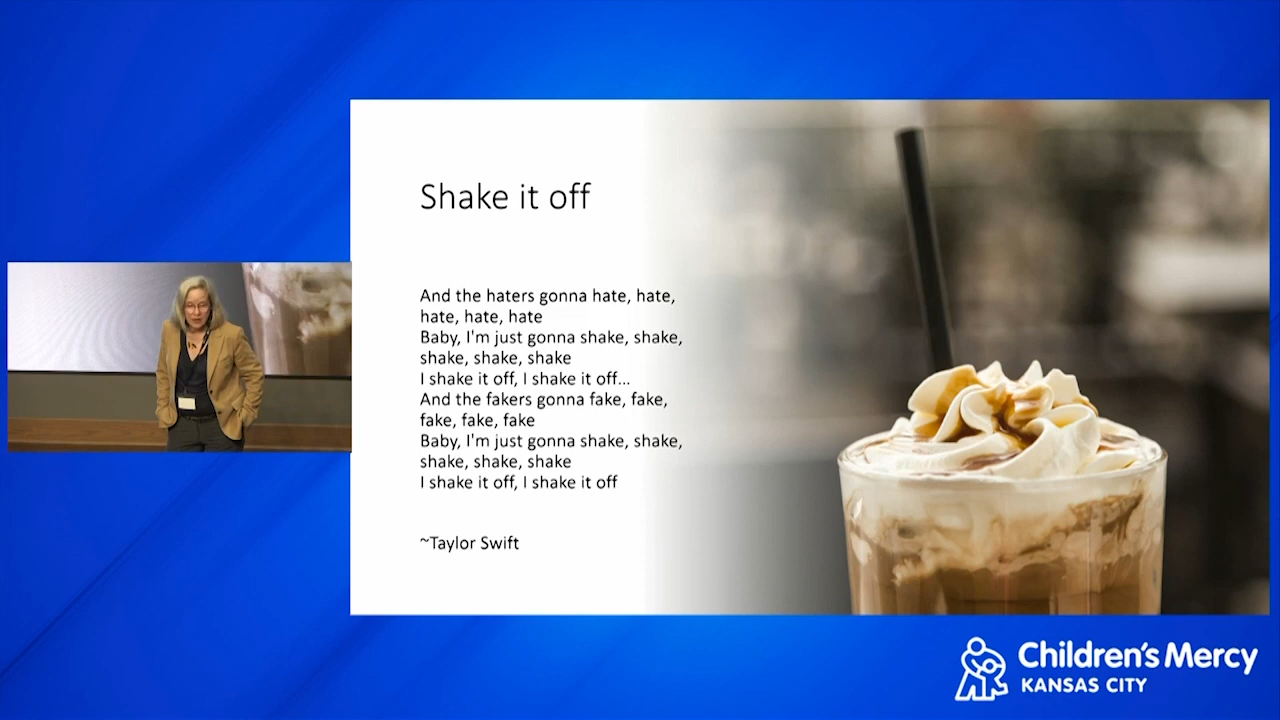 Shake it off
And the haters gonna hate, hate,
hate, hate, hate
Baby, I'm just gonna shake, shake,
shake, shake, shake
I shake it off, I shake it off...
And the fakers gonna fake, fake,
fake, fake, fake
Baby, I'm just gonna shake, shake,
shake, shake, shake
I shake it off, I shake it off
~Taylor Swift
Children's Mercy
KANSAS CITY